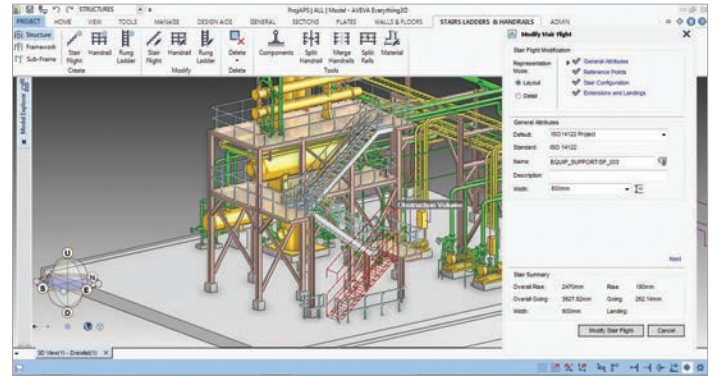 STRUCTURES
ProjAPS | ALL | Model - AVEVA Everything3D
PROJECT HOME VIEW TOOLS MANAGE DESIGN AIDS GENERAL SECTIONS PLATES WALLS & FLOORS STAIRS LADDERS & HANDRAILS ADMIN
Structure
Framework
Sub-Frame
Stair Flight Handrail Rung Ladder
Create
Stair Flight Handrail Rung Ladder
Modify
Delete
Delete
Components Split Handrail Merge Handrails Split Rails Material
Tools
Model Explorer
Obstruction Volume
U
N
S
E
D
3D View(1) - Drawlist(1) X
Modify Stair Flight
Stair Flight Modification
Representation Mode:
Layout
Detail
General Attributes
Reference Points
Stair Configuration
Extensions and Landings
General Attributes
Default: ISO 14122 Project
Standard: ISO 14122
Name: EQUIP_SUPPORT/SF_003
Description:
Width: 800mm
Next
Stair Summary
Overall Rise: 2470mm Rise: 190mm
Overall Going: 3627.82mm Going: 262.14mm
Width: 800mm Landing:
Modify Stair Flight Cancel